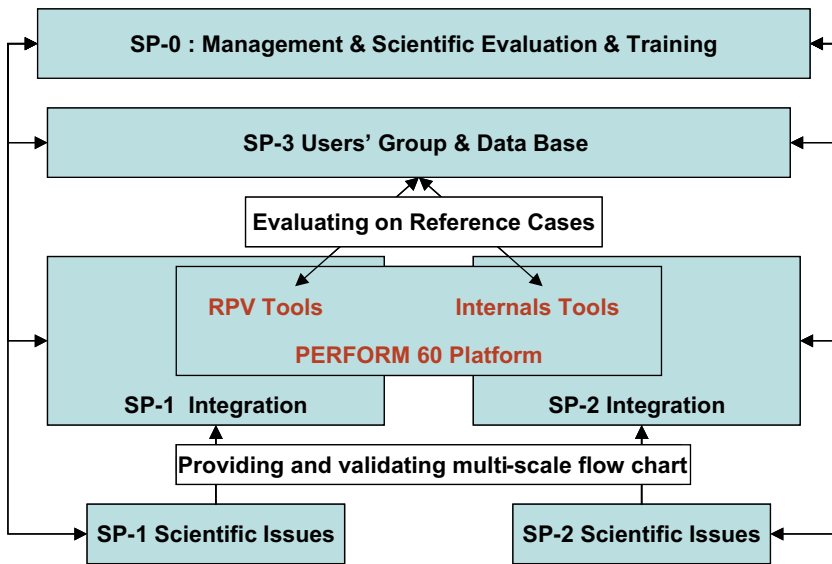 SP-0 : Management & Scientific Evaluation & Training
SP-3 Users' Group & Data Base
Evaluating on Reference Cases
RPV Tools
Internals Tools
PERFORM 60 Platform
SP-1 Integration
SP-2 Integration
Providing and validating multi-scale flow chart
SP-1 Scientific Issues
SP-2 Scientific Issues